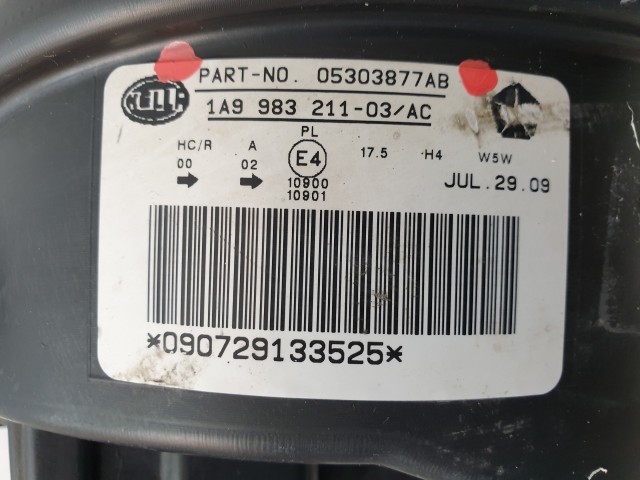 PART-NO. 05303877AB
1A9 983 211-03/AC
HC/R A PL 17.5 H4 W5W
00 02 E4
10900
10901
JUL.29.09
*090729133525*